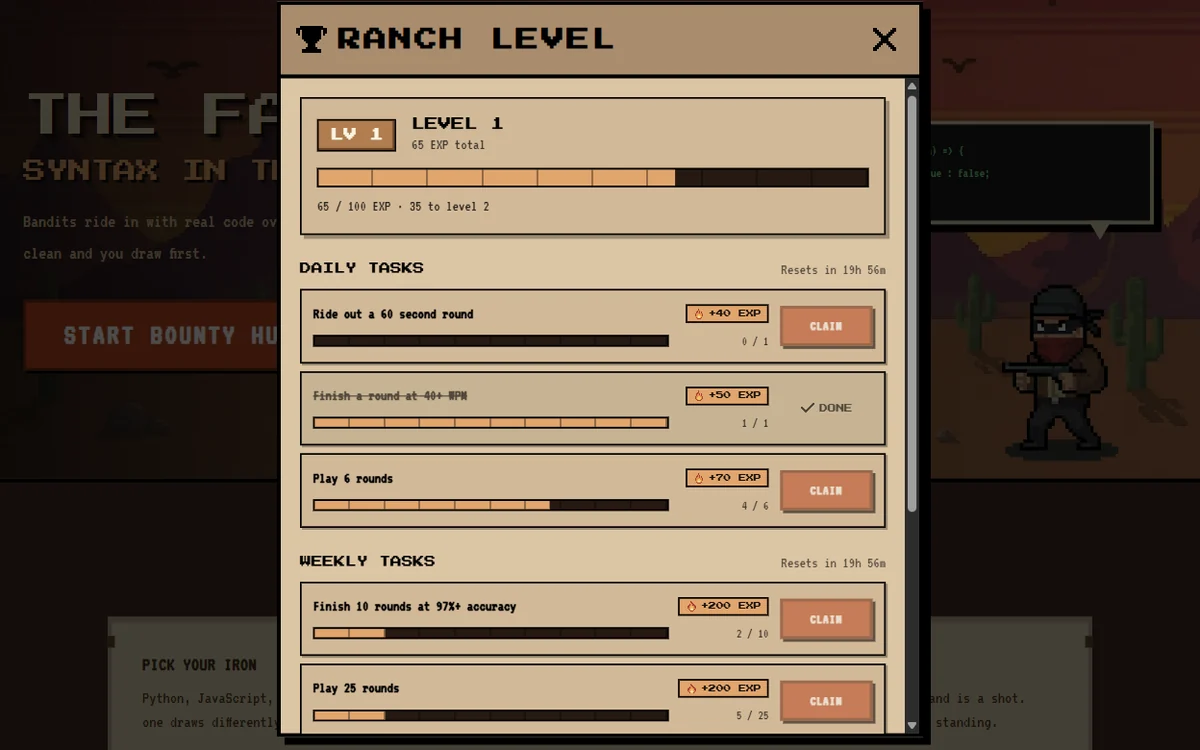 RANCH LEVEL
THE FA
SYNTAX IN T
Bandits ride in with real code ov
clean and you draw first.
START BOUNTY HU
) => {
ue : false;
LV 1
LEVEL 1
65 EXP total
65 / 100 EXP · 35 to level 2
DAILY TASKS
Resets in 19h 56m
Ride out a 60 second round
+40 EXP
0 / 1
CLAIM
Finish a round at 40+ WPM
+50 EXP
1 / 1
DONE
Play 6 rounds
+70 EXP
4 / 6
CLAIM
WEEKLY TASKS
Resets in 19h 56m
Finish 10 rounds at 97%+ accuracy
+200 EXP
2 / 10
CLAIM
Play 25 rounds
+200 EXP
5 / 25
CLAIM
PICK YOUR IRON
Python, JavaScript,
one draws differently
and is a shot.
standing.